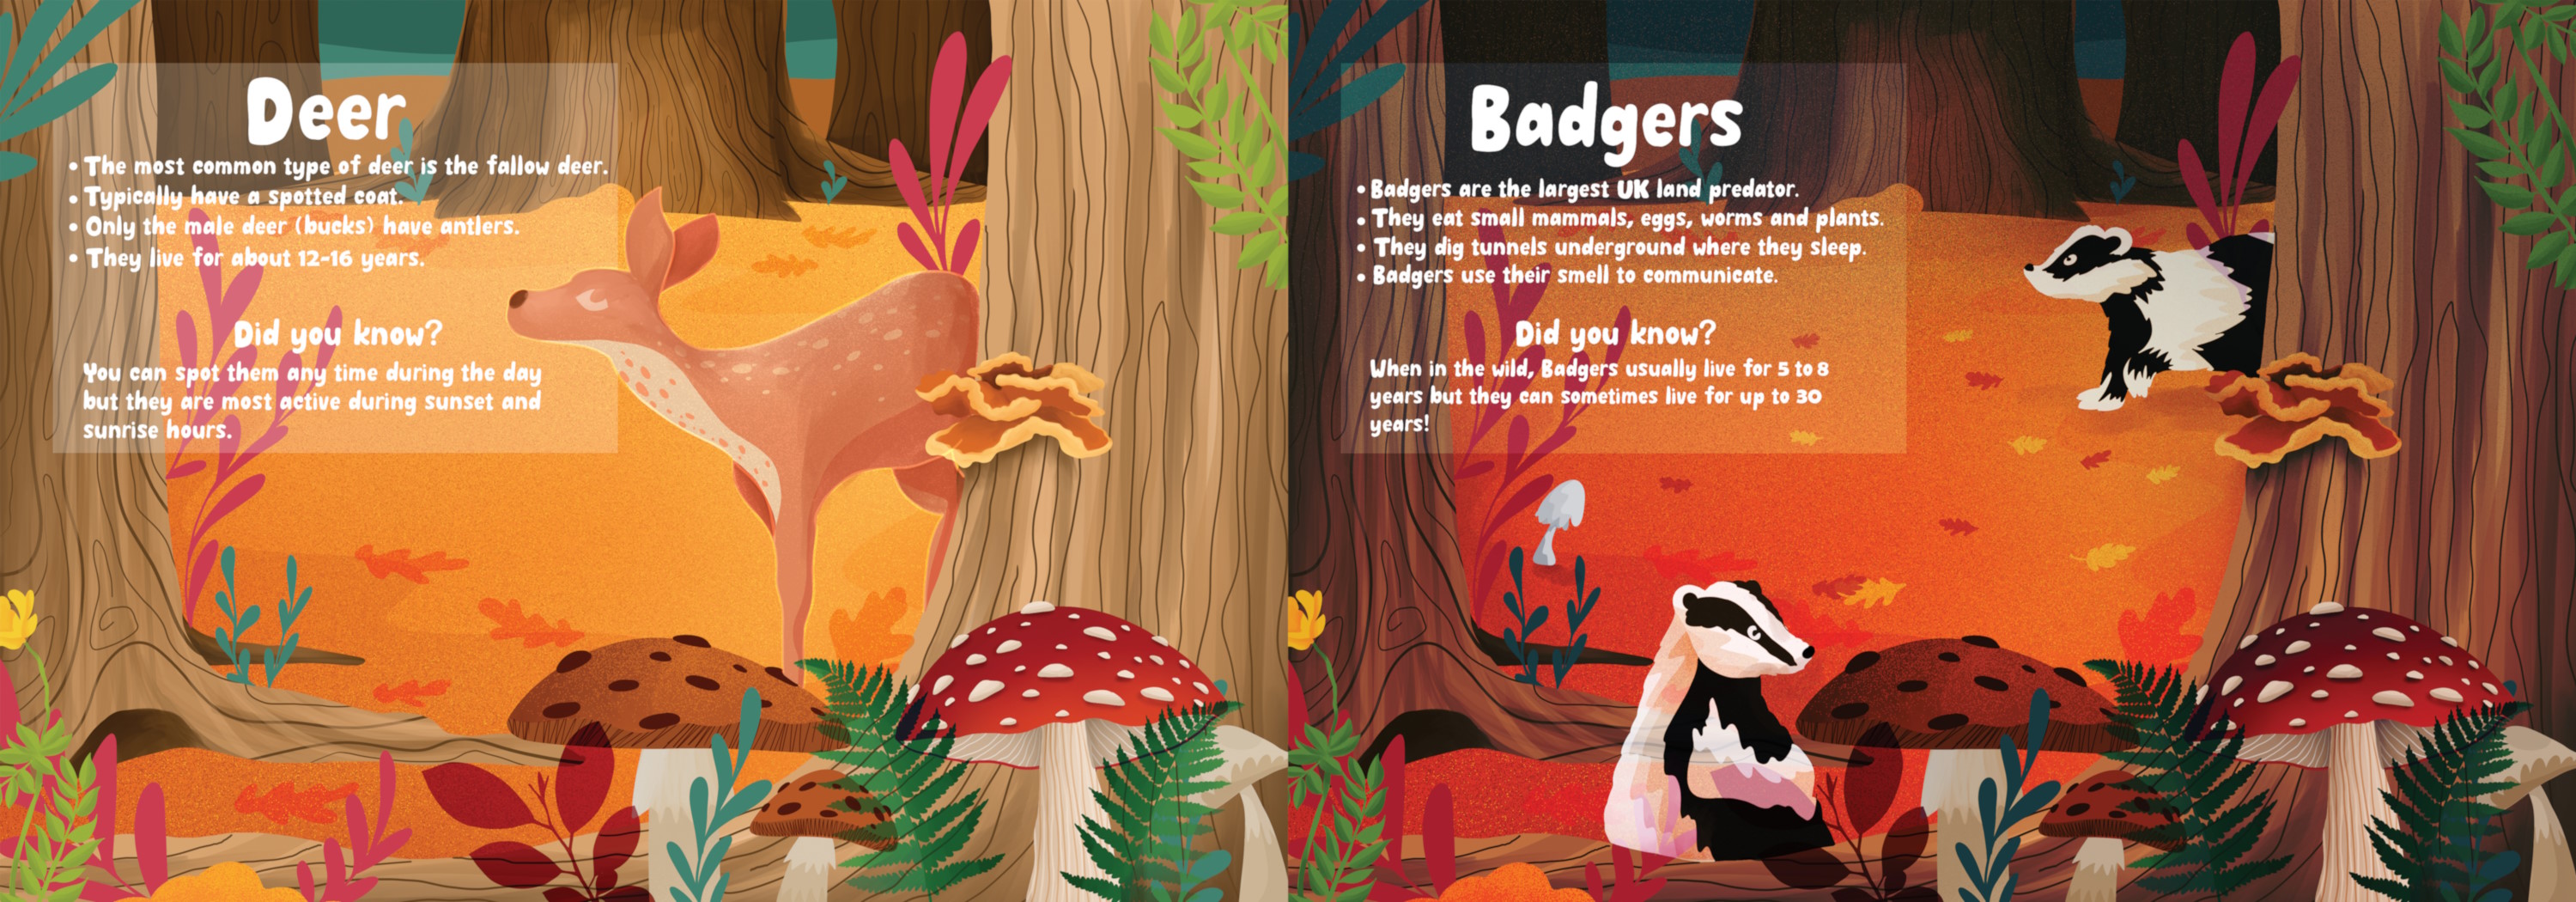 Deer
• The most common type of deer is the fallow deer.
• Typically have a spotted coat.
• Only the male deer (bucks) have antlers.
• They live for about 12-16 years.
Did you know?
You can spot them any time during the day
but they are most active during sunset and
sunrise hours.
Badgers
• Badgers are the largest UK land predator.
• They eat small mammals, eggs, worms and plants.
• They dig tunnels underground where they sleep.
• Badgers use their smell to communicate.
Did you know?
When in the wild, Badgers usually live for 5 to 8
years but they can sometimes live for up to 30
years!